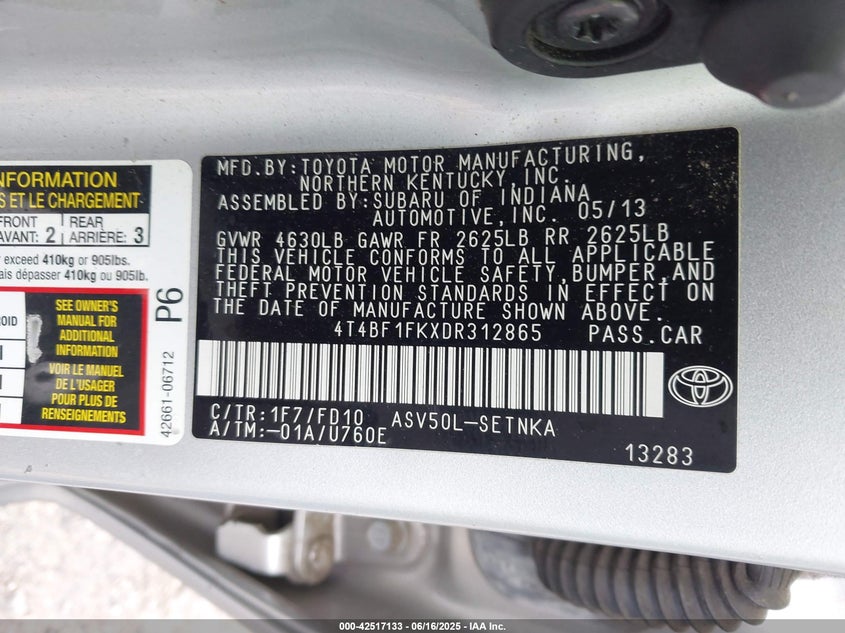 INFORMATION
S ET LE CHARGEMENT
FRONT
AVANT: 2
REAR
ARRIÈRE: 3
exceed 410kg or 905lbs.
ais dépasser 410kg ou 905lb.
SEE OWNER'S
MANUAL FOR
ADDITIONAL
INFORMATION
VOIR LE MANUEL
DE L'USAGER
POUR PLUS DE
RENSEIGNEMENTS
P6
42661-06712
MFD.BY:TOYOTA MOTOR MANUFACTURING,
NORTHERN KENTUCKY,INC.
ASSEMBLED BY:SUBARU OF INDIANA
AUTOMOTIVE,INC. 05/13
GVWR 4630LB GAWR FR 2625LB RR 2625LB
THIS VEHICLE CONFORMS TO ALL APPLICABLE
FEDERAL MOTOR VEHICLE SAFETY,BUMPER,AND
THEFT PREVENTION STANDARDS IN EFFECT ON
THE DATE OF MANUFACTURE SHOWN ABOVE.
4T4BF1FKXDR312865 PASS.CAR
C/TR:1F7/FD10 ASV50L-SETNKA
A/TM:-01A/U760E
13283
000-42517133 - 06/16/2025 - IAA Inc.